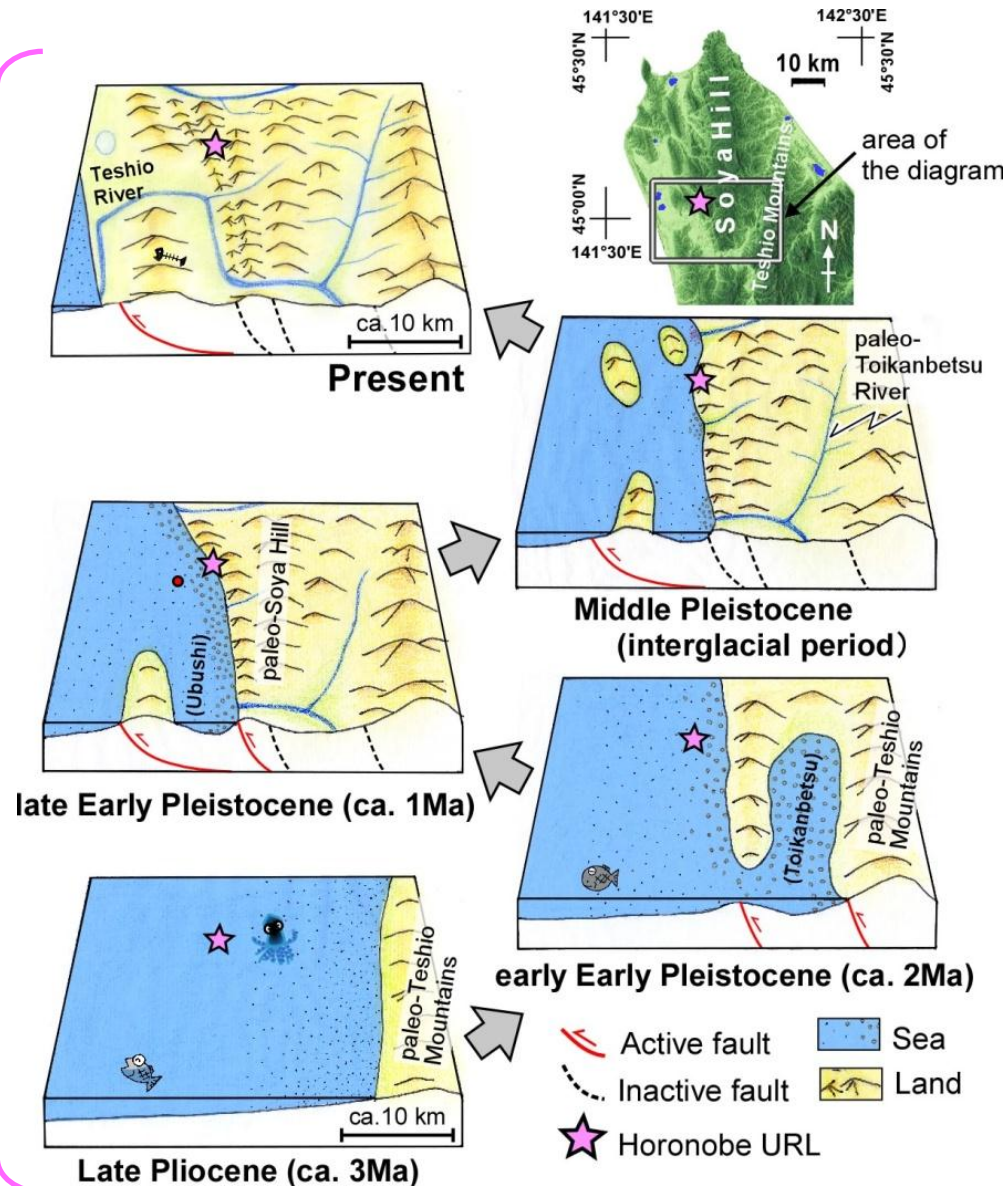 141°30'E
142°30'E
45°30'N
45°30'N
10 km
Soya Hill
Teshio Mountains
area of
the diagram
45°00'N
45°00'N
141°30'E
N
Teshio
River
ca.10 km
Present
paleo-
Toikanbetsu
River
Middle Pleistocene
(interglacial period)
paleo-Soya Hill
(Ubushi)
late Early Pleistocene (ca. 1Ma)
(Toikanbetsu)
paleo-Teshio
Mountains
early Early Pleistocene (ca. 2Ma)
paleo-Teshio
Mountains
ca.10 km
Late Pliocene (ca. 3Ma)
Active fault
Sea
Inactive fault
Land
Horonobe URL